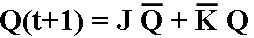 Q(t+1) = J Q̅ + K̅ Q